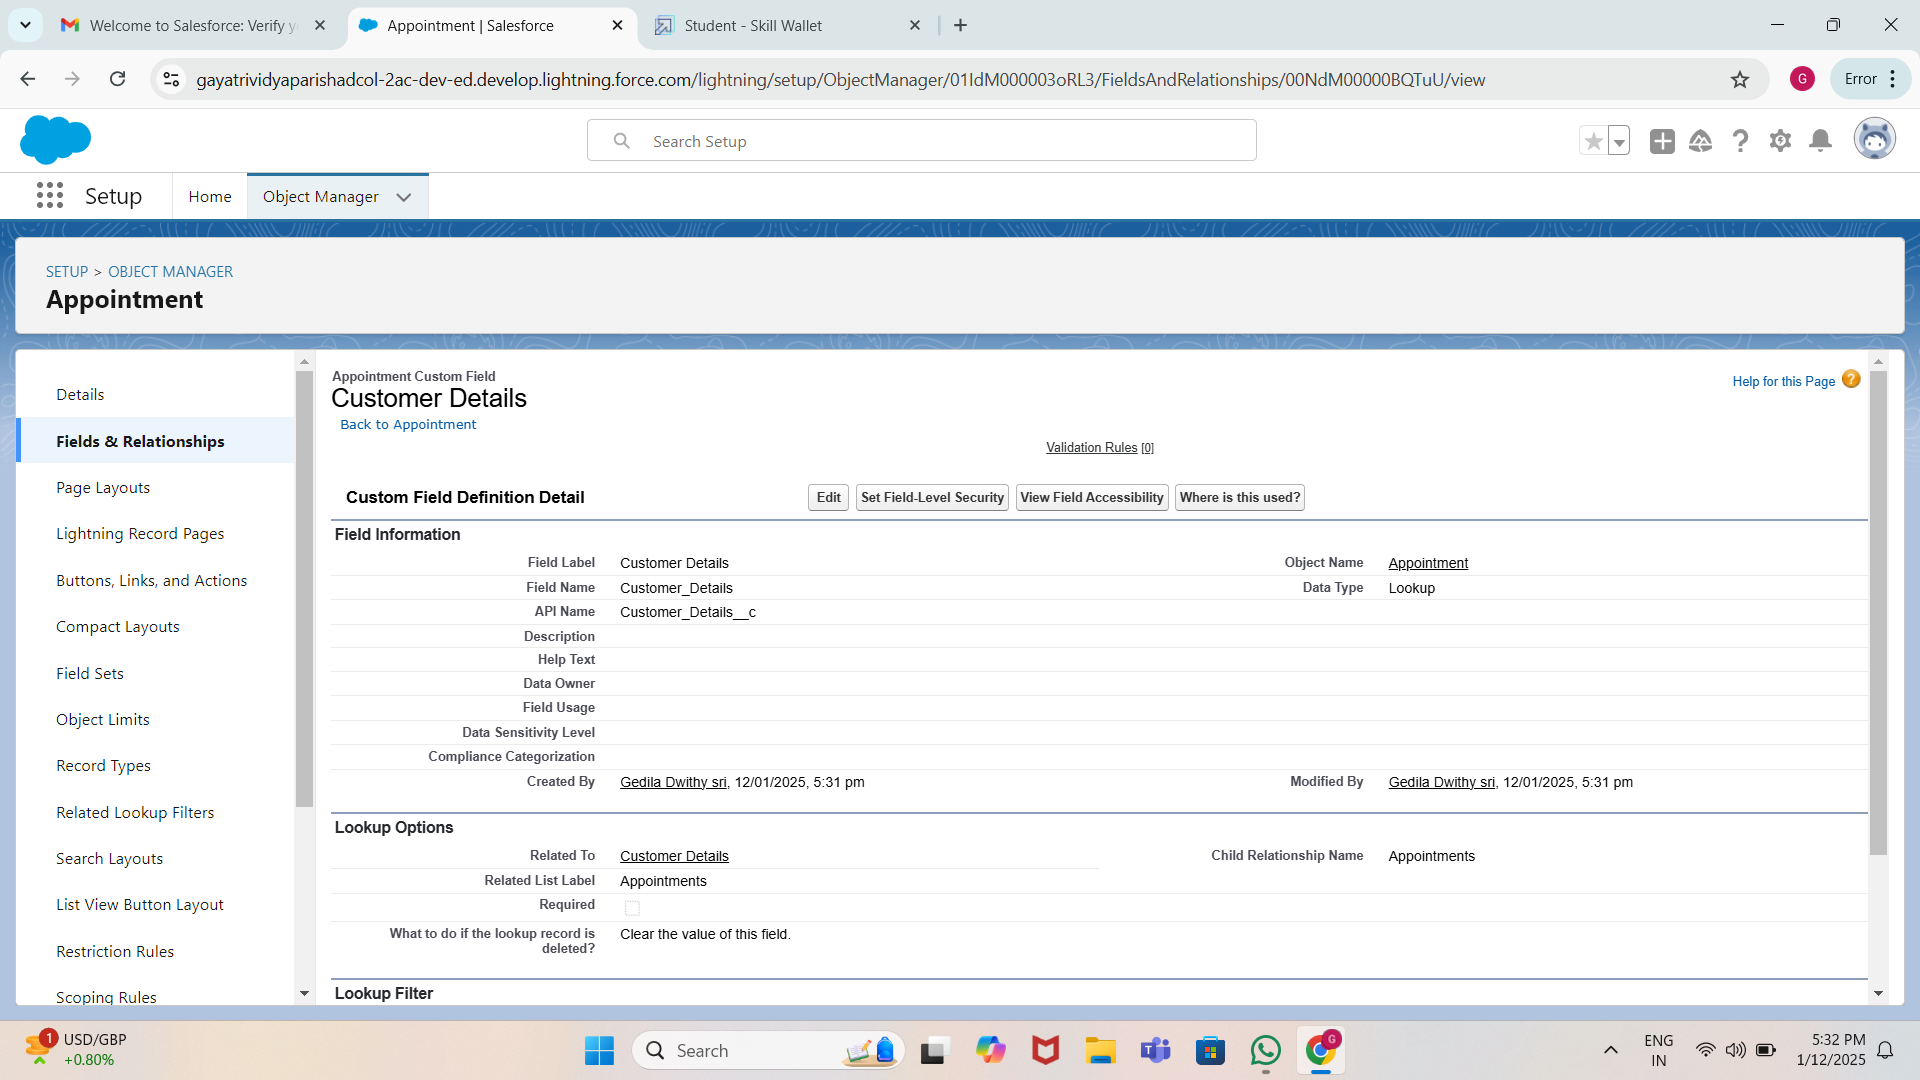 Welcome to Salesforce: Verify y
Appointment | Salesforce
Student - Skill Wallet
gayatrividyaparishadcol-2ac-dev-ed.develop.lightning.force.com/lightning/setup/ObjectManager/01IdM000003oRL3/FieldsAndRelationships/00NdM00000BQTuU/view
G
Error
Search Setup
Setup
Home
Object Manager
SETUP > OBJECT MANAGER
Appointment
Details
Fields & Relationships
Page Layouts
Lightning Record Pages
Buttons, Links, and Actions
Compact Layouts
Field Sets
Object Limits
Record Types
Related Lookup Filters
Search Layouts
List View Button Layout
Restriction Rules
Scoping Rules
Appointment Custom Field
Customer Details
Back to Appointment
Help for this Page
Validation Rules [0]
Custom Field Definition Detail
Edit
Set Field-Level Security
View Field Accessibility
Where is this used?
Field Information
Field Label Customer Details
Object Name Appointment
Field Name Customer_Details
Data Type Lookup
API Name Customer_Details__c
Description
Help Text
Data Owner
Field Usage
Data Sensitivity Level
Compliance Categorization
Created By Gedila Dwithy sri, 12/01/2025, 5:31 pm
Modified By Gedila Dwithy sri, 12/01/2025, 5:31 pm
Lookup Options
Related To Customer Details
Child Relationship Name Appointments
Related List Label Appointments
Required
What to do if the lookup record is deleted? Clear the value of this field.
Lookup Filter
1
USD/GBP
+0.80%
Search
G
ENG
IN
5:32 PM
1/12/2025